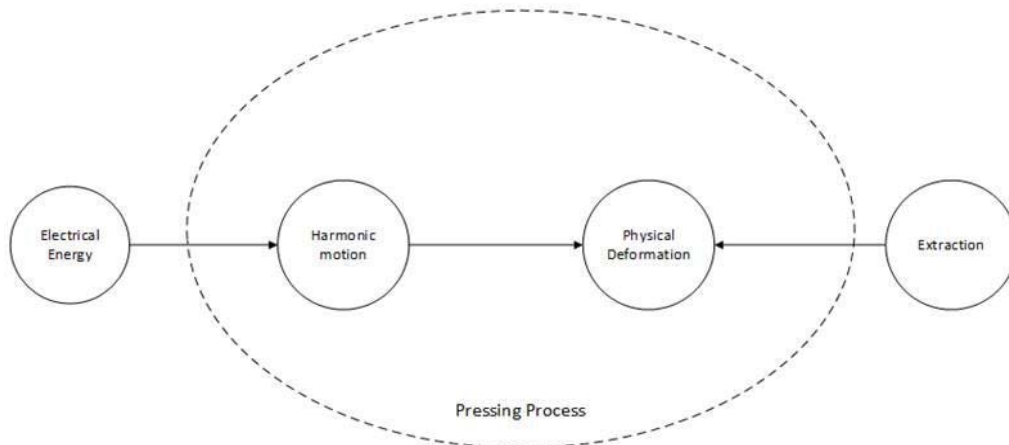 Electrical
Energy
Harmonic
motion
Physical
Deformation
Extraction
Pressing Process